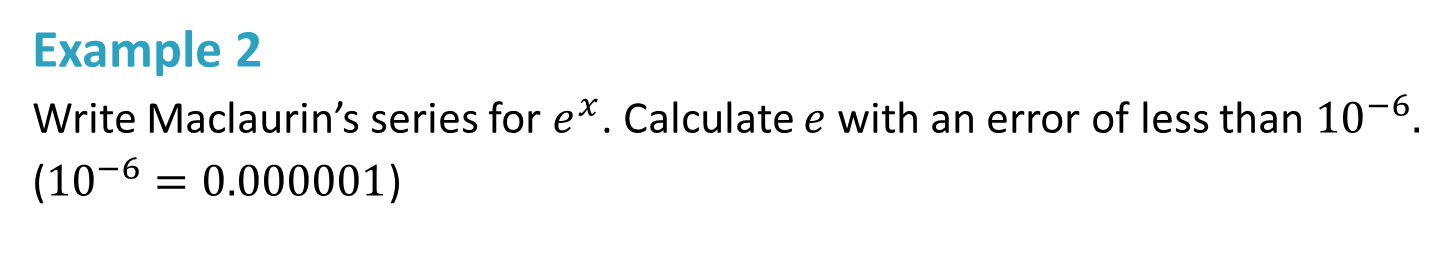 Example 2
Write Maclaurin’s series for 𝑒ˣ. Calculate 𝑒 with an error of less than 10⁻⁶.
(10⁻⁶ = 0.000001)